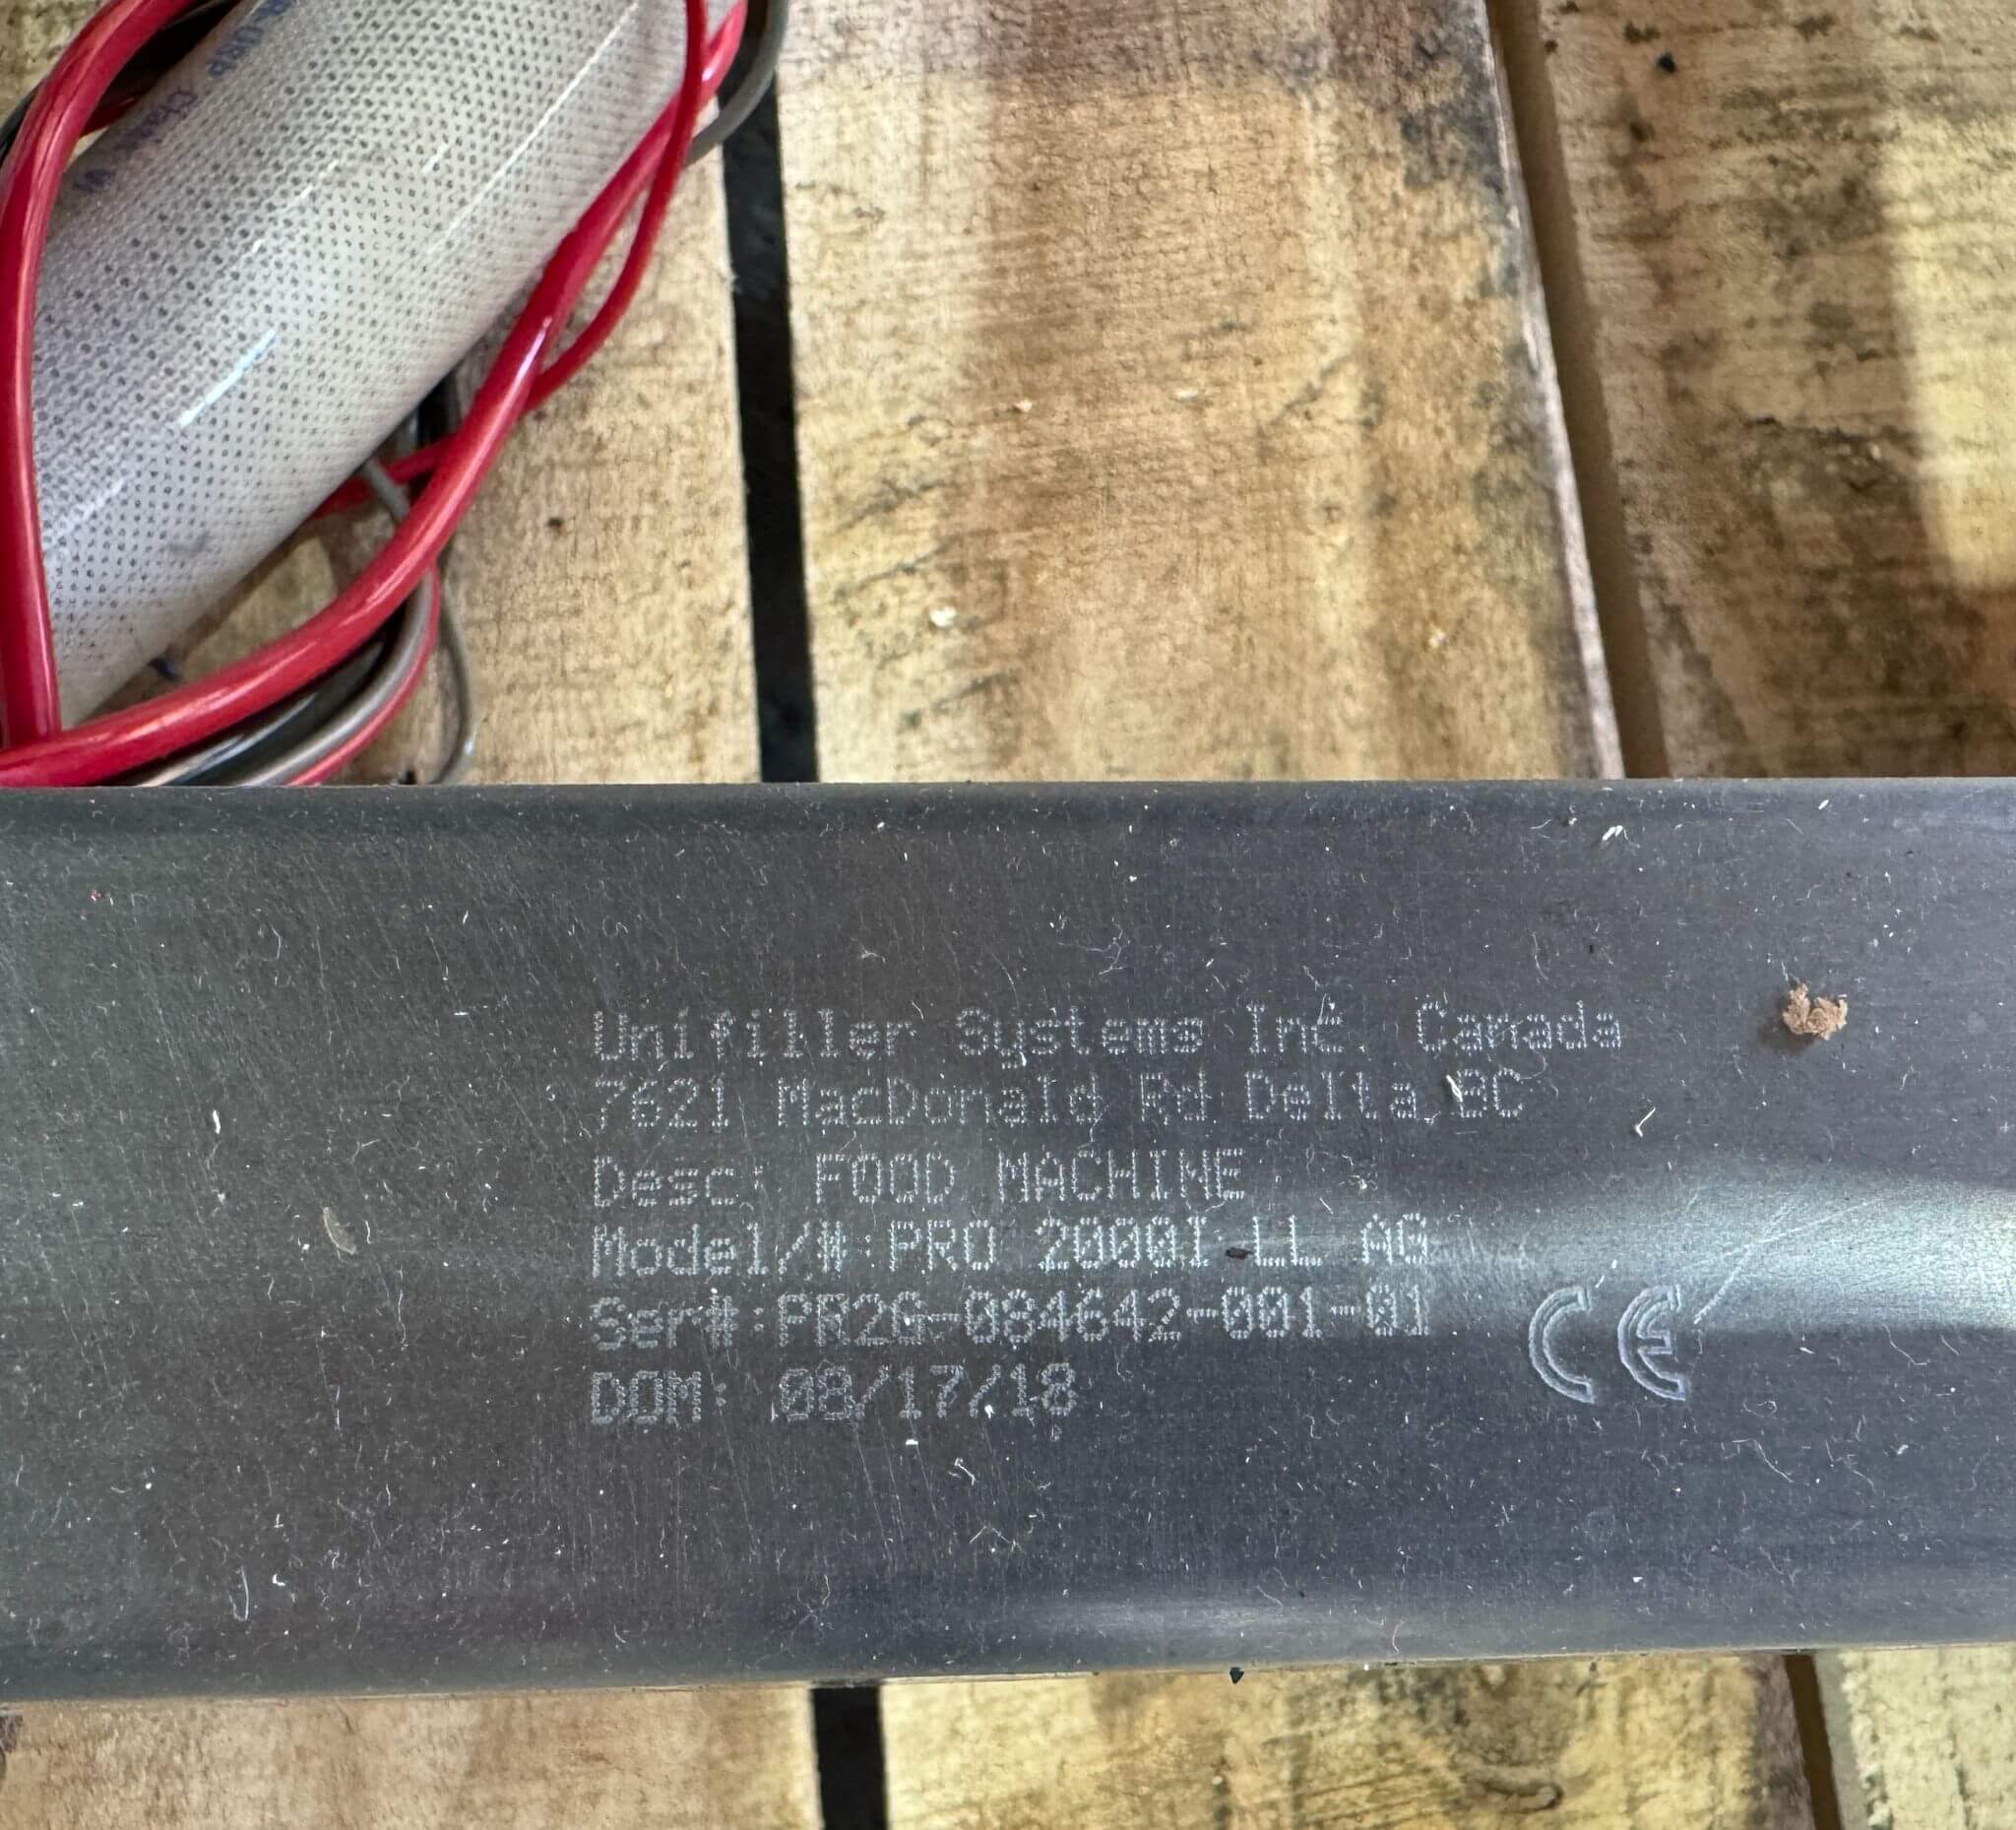 Unifiller Systems Inc. Canada
7621 MacDonald Rd Delta,BC
Desc: FOOD MACHINE
Model/#:PRO 2000I LL AG
Ser#:PR2G-084642-001-01
DOM: 08/17/18
CE